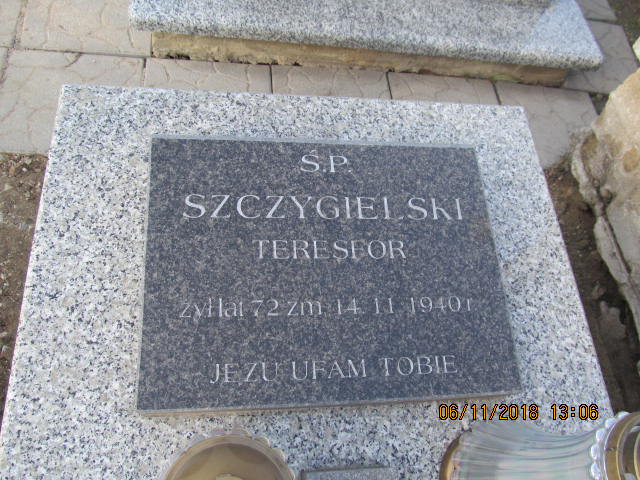 Ś.P.
SZCZYGIELSKI
TERESFOR
żył lat 72 zm. 14. 11. 1940 r.
JEZU UFAM TOBIE
06/11/2018 13:06